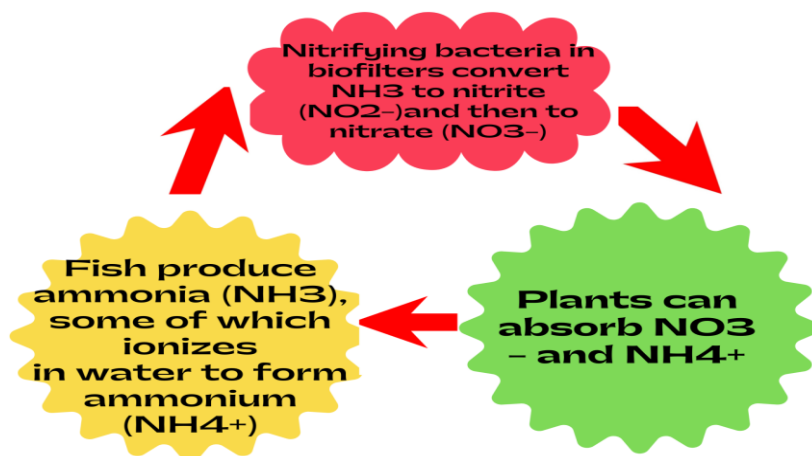 Nitrifying bacteria in
biofilters convert
NH3 to nitrite
(NO2-)and then to
nitrate (NO3-)
Plants can
absorb NO3
- and NH4+
Fish produce
ammonia (NH3),
some of which
ionizes
in water to form
ammonium
(NH4+)